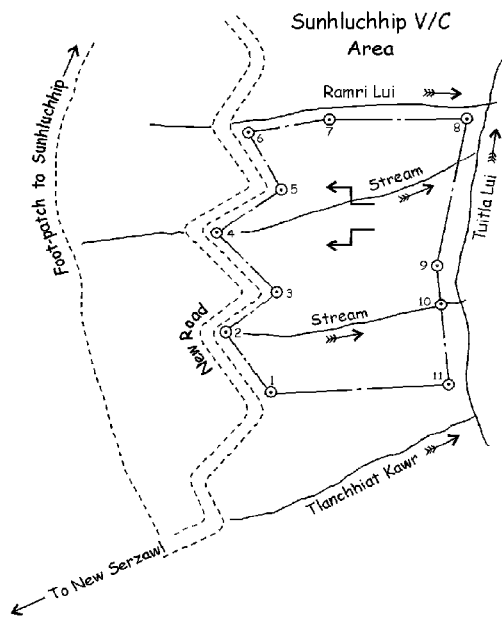 Sunhluchhip V/C
Area
Ramri Lui
Foot-patch to Sunhluchhip
6
7
8
Tuitla Lui
5
Stream
4
9
3
10
New Road
2
Stream
1
11
Tlanchhiat Kawr
To New Serzawl